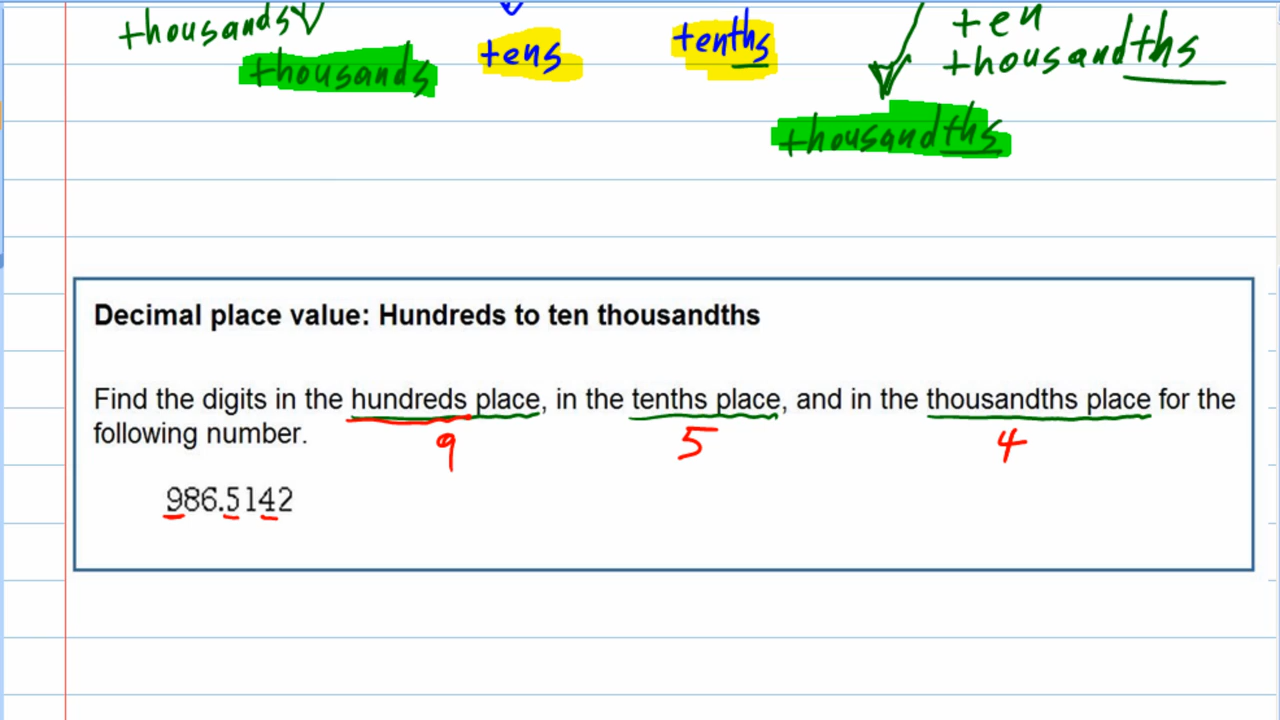 thousands
thousands
tens
tenths
ten
thousandths
thousandths
Decimal place value: Hundreds to ten thousandths
Find the digits in the hundreds place, in the tenths place, and in the thousandths place for the
following number.
9 5 4
986.5142